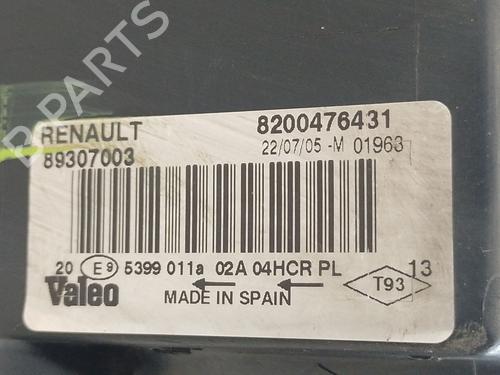 B-PARTS
RENAULT 8200476431
89307003 22/07/05 -M 01963
20 E9 5399 011a 02A 04HCR PL 13
Valeo MADE IN SPAIN T93